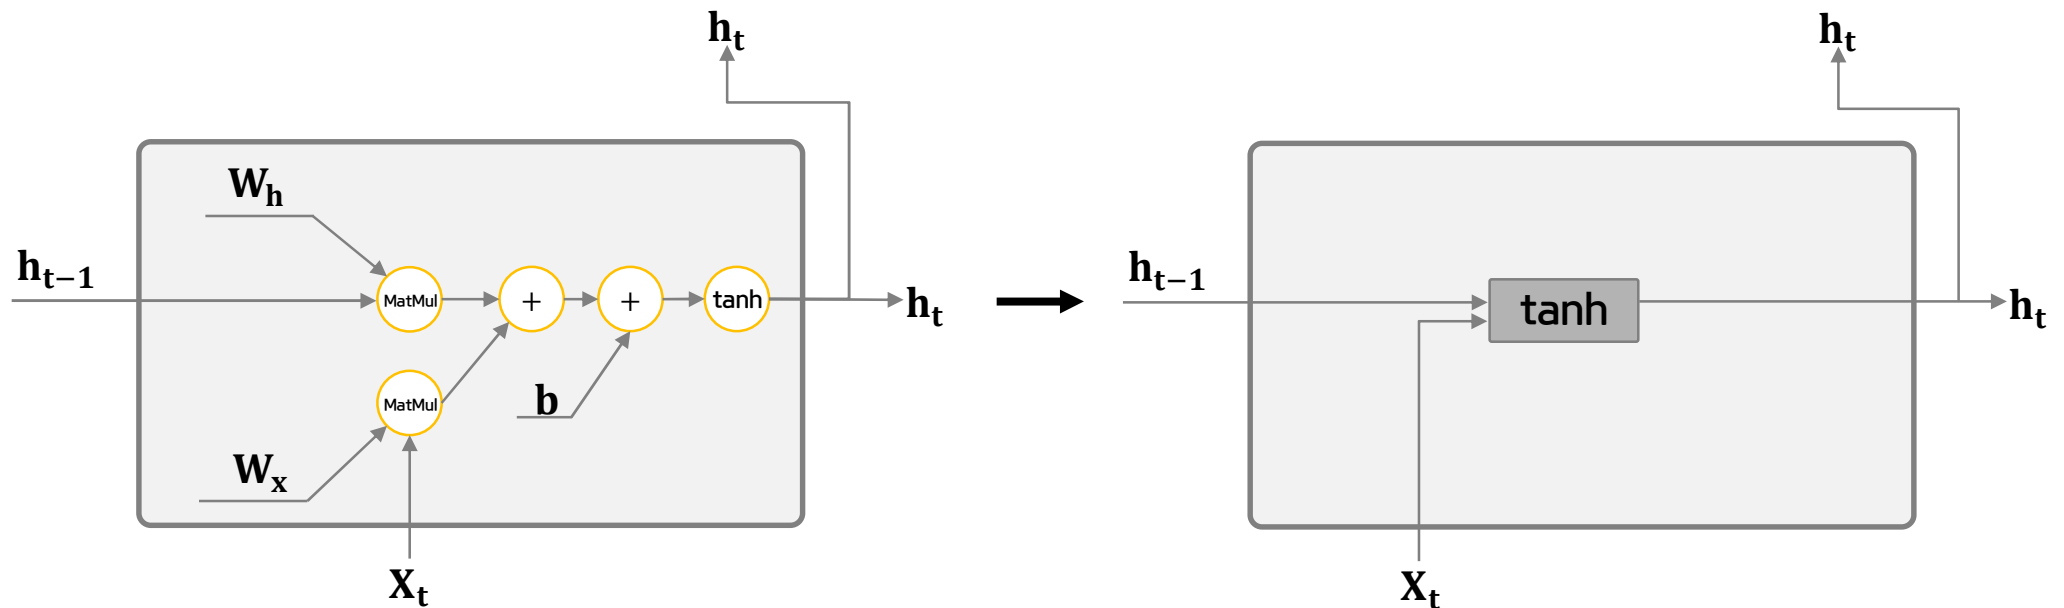 h_t
W_h
h_{t-1}
MatMul
+
+
tanh
h_t
MatMul
b
W_x
X_t
h_t
h_{t-1}
tanh
h_t
X_t